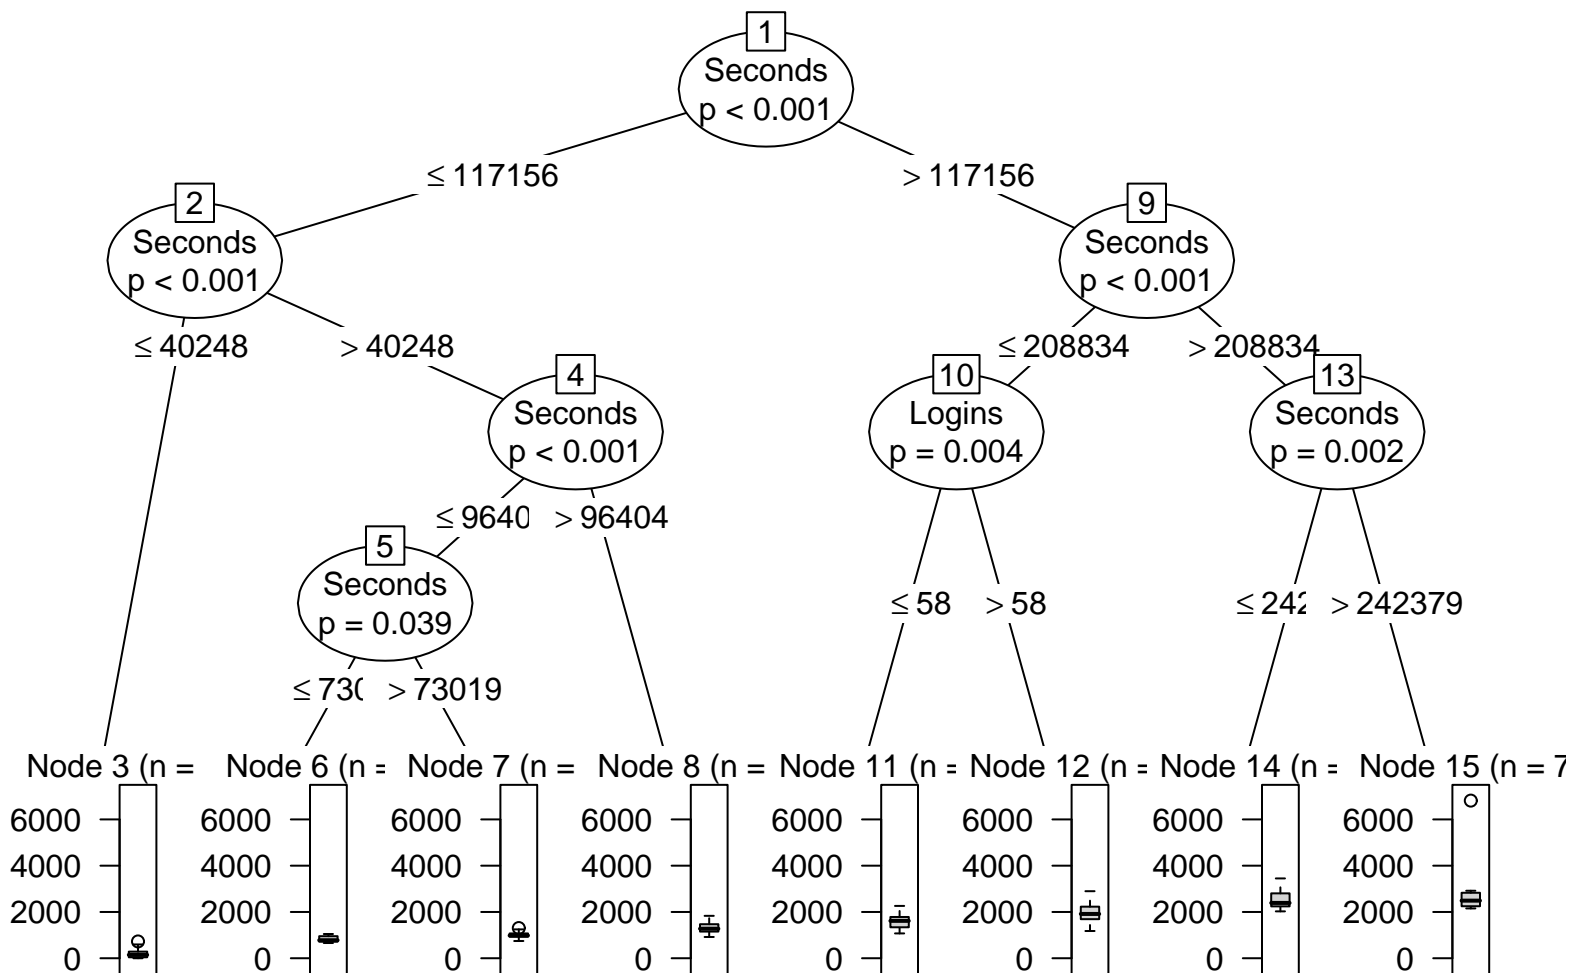 1
Seconds
p < 0.001
≤ 117156
> 117156
2
Seconds
p < 0.001
9
Seconds
p < 0.001
≤ 40248
> 40248
≤ 208834
> 208834
4
Seconds
p < 0.001
10
Logins
p = 0.004
13
Seconds
p = 0.002
≤ 9640
> 96404
5
Seconds
p = 0.039
≤ 58
> 58
≤ 242
> 242379
≤ 730
> 73019
Node 3 (n =
Node 6 (n =
Node 7 (n =
Node 8 (n =
Node 11 (n =
Node 12 (n =
Node 14 (n =
Node 15 (n = 7
6000
4000
2000
0
6000
4000
2000
0
6000
4000
2000
0
6000
4000
2000
0
6000
4000
2000
0
6000
4000
2000
0
6000
4000
2000
0
6000
4000
2000
0